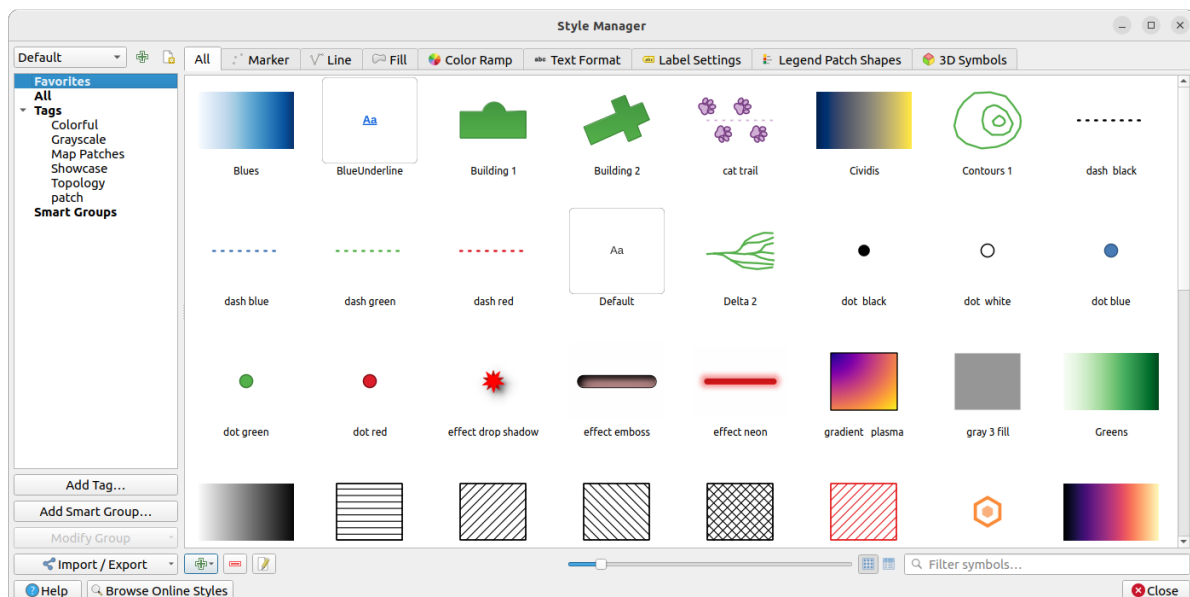 Style Manager
Default
All
Marker
Line
Fill
Color Ramp
abc Text Format
abc Label Settings
Legend Patch Shapes
3D Symbols
Favorites
All
Tags
Colorful
Grayscale
Map Patches
Showcase
Topology
patch
Smart Groups
Aa
Blues
BlueUnderline
Building 1
Building 2
cat trail
Cividis
Contours 1
dash  black
Aa
dash blue
dash green
dash red
Default
Delta 2
dot  black
dot  white
dot blue
dot green
dot red
effect drop shadow
effect emboss
effect neon
gradient  plasma
gray 3 fill
Greens
Add Tag...
Add Smart Group...
Modify Group
Import / Export
Filter symbols...
Help
Browse Online Styles
Close